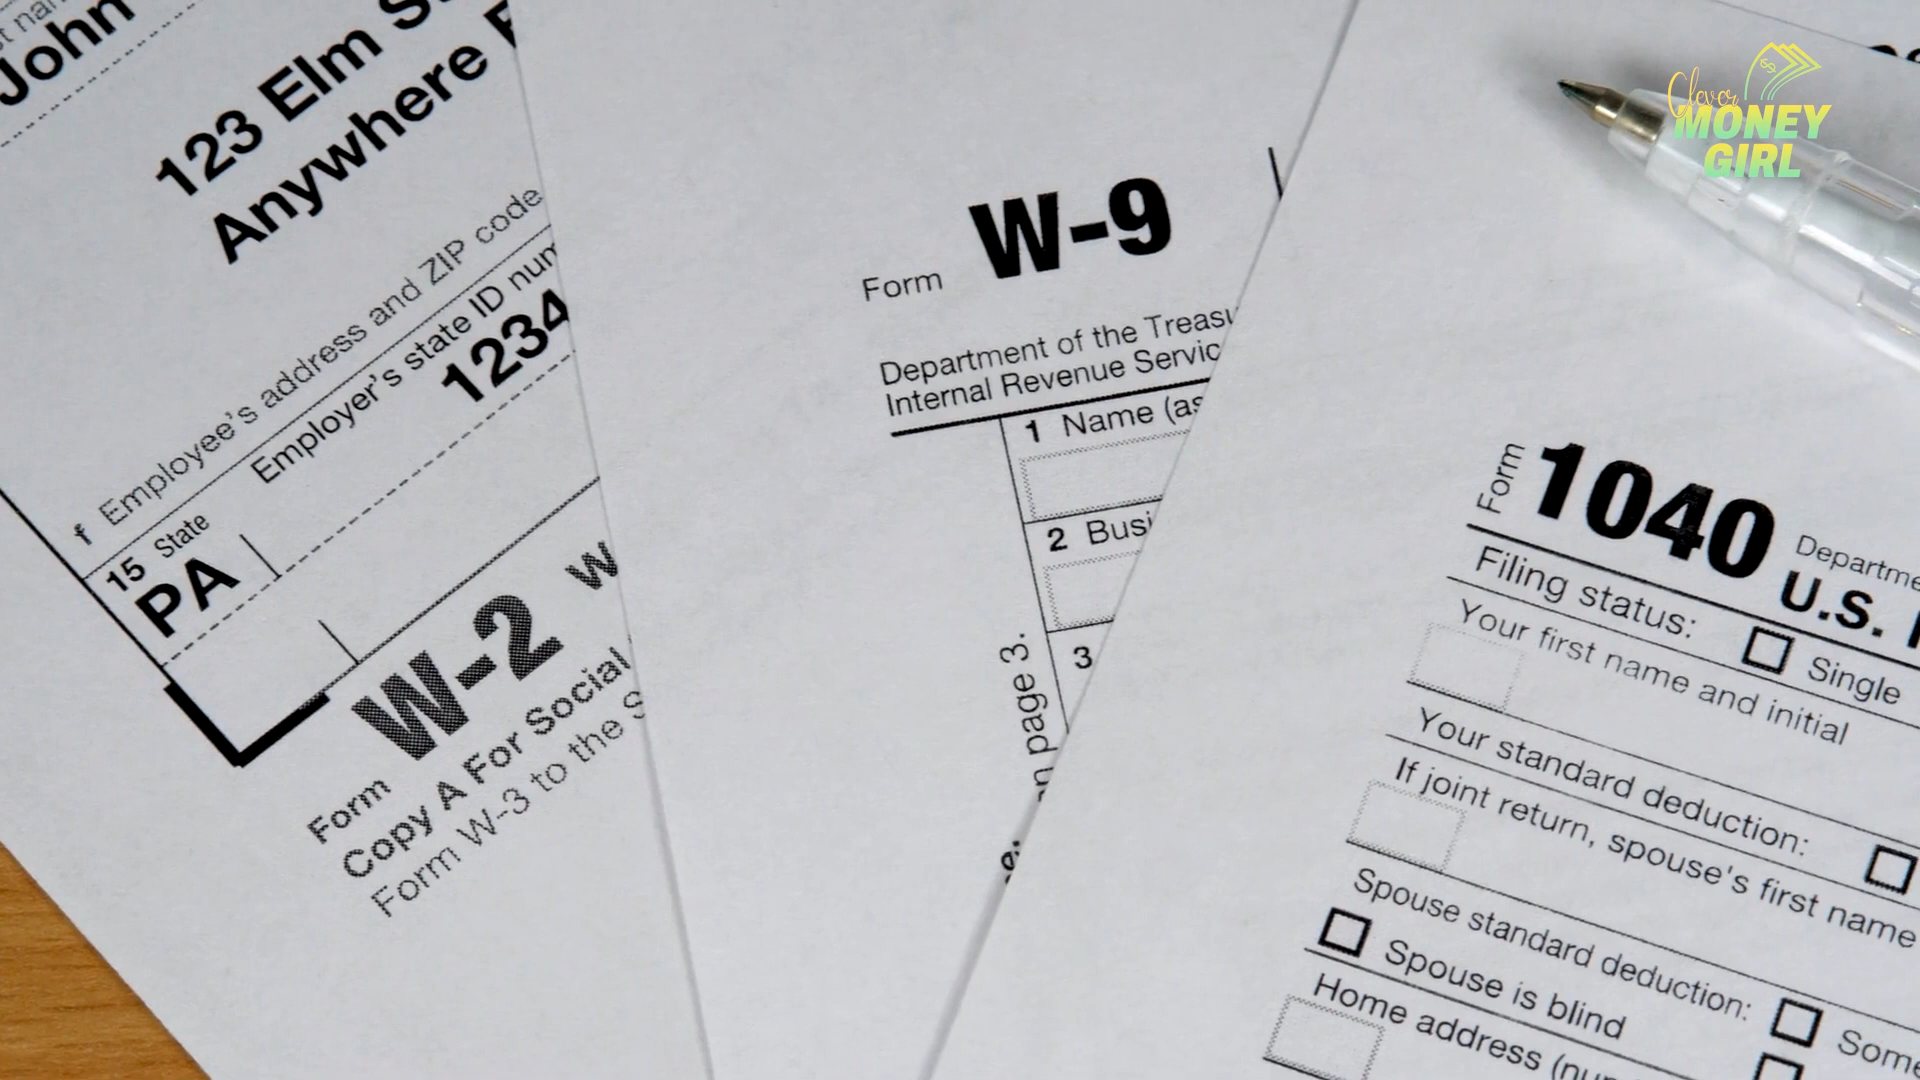 John
123 Elm
Anywhere
f Employee's address and ZIP code
15 State
Employer's state ID num
PA
1234
Form W-2 W
Copy A For Social
Form W-3 to the S
Form W-9
Department of the Treasu
Internal Revenue Servic
1 Name (as
2 Busi
3
on page 3.
Form 1040
Departme
U.S.
Filing status:
Single
Your first name and initial
Your standard deduction:
If joint return, spouse's first name
Spouse standard deduction:
Spouse is blind
Some
Home address (num
Clever
MONEY
GIRL